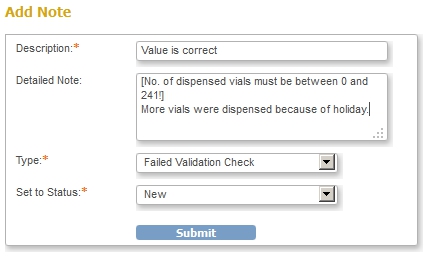 Add Note
Description:* Value is correct
Detailed Note: [No. of dispensed vials must be between 0 and
241!]
More vials were dispensed because of holiday.
Type:* Failed Validation Check
Set to Status:* New
Submit